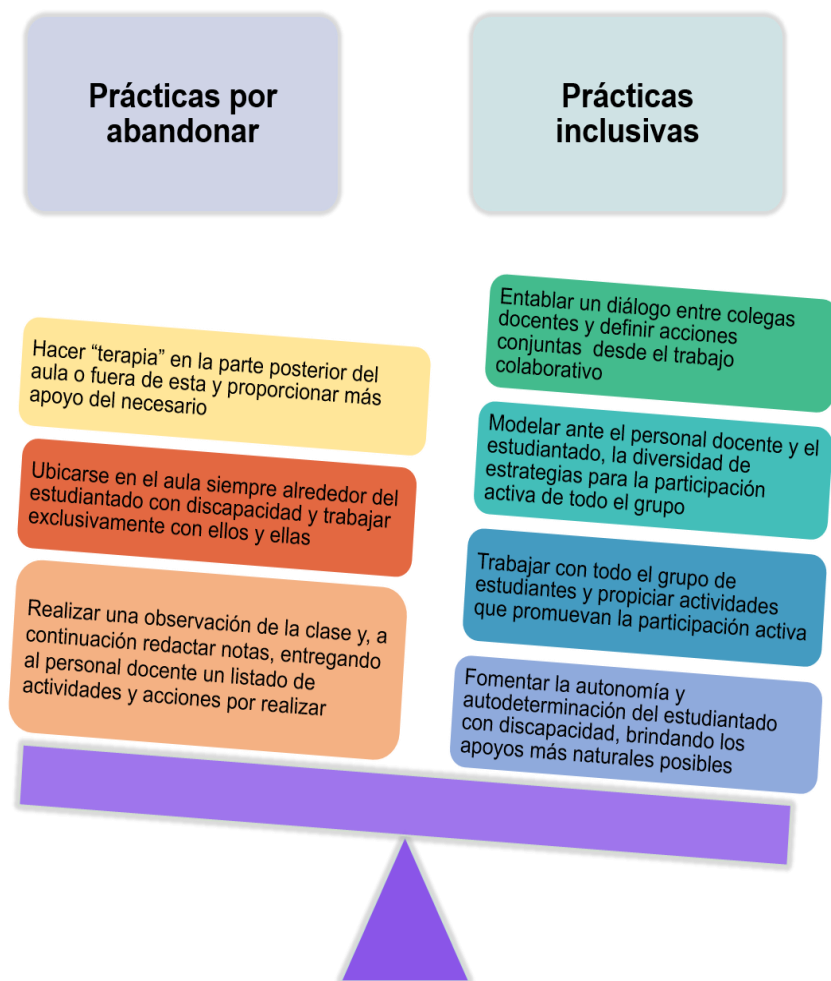 Prácticas por
abandonar
Prácticas
inclusivas
Hacer “terapia” en la parte posterior del
aula o fuera de esta y proporcionar más
apoyo del necesario
Ubicarse en el aula siempre alrededor del
estudiantado con discapacidad y trabajar
exclusivamente con ellos y ellas
Realizar una observación de la clase y, a
continuación redactar notas, entregando
al personal docente un listado de
actividades y acciones por realizar
Entablar un diálogo entre colegas
docentes y definir acciones
conjuntas desde el trabajo
colaborativo
Modelar ante el personal docente y el
estudiantado, la diversidad de
estrategias para la participación
activa de todo el grupo
Trabajar con todo el grupo de
estudiantes y propiciar actividades
que promuevan la participación activa
Fomentar la autonomía y
autodeterminación del estudiantado
con discapacidad, brindando los
apoyos más naturales posibles